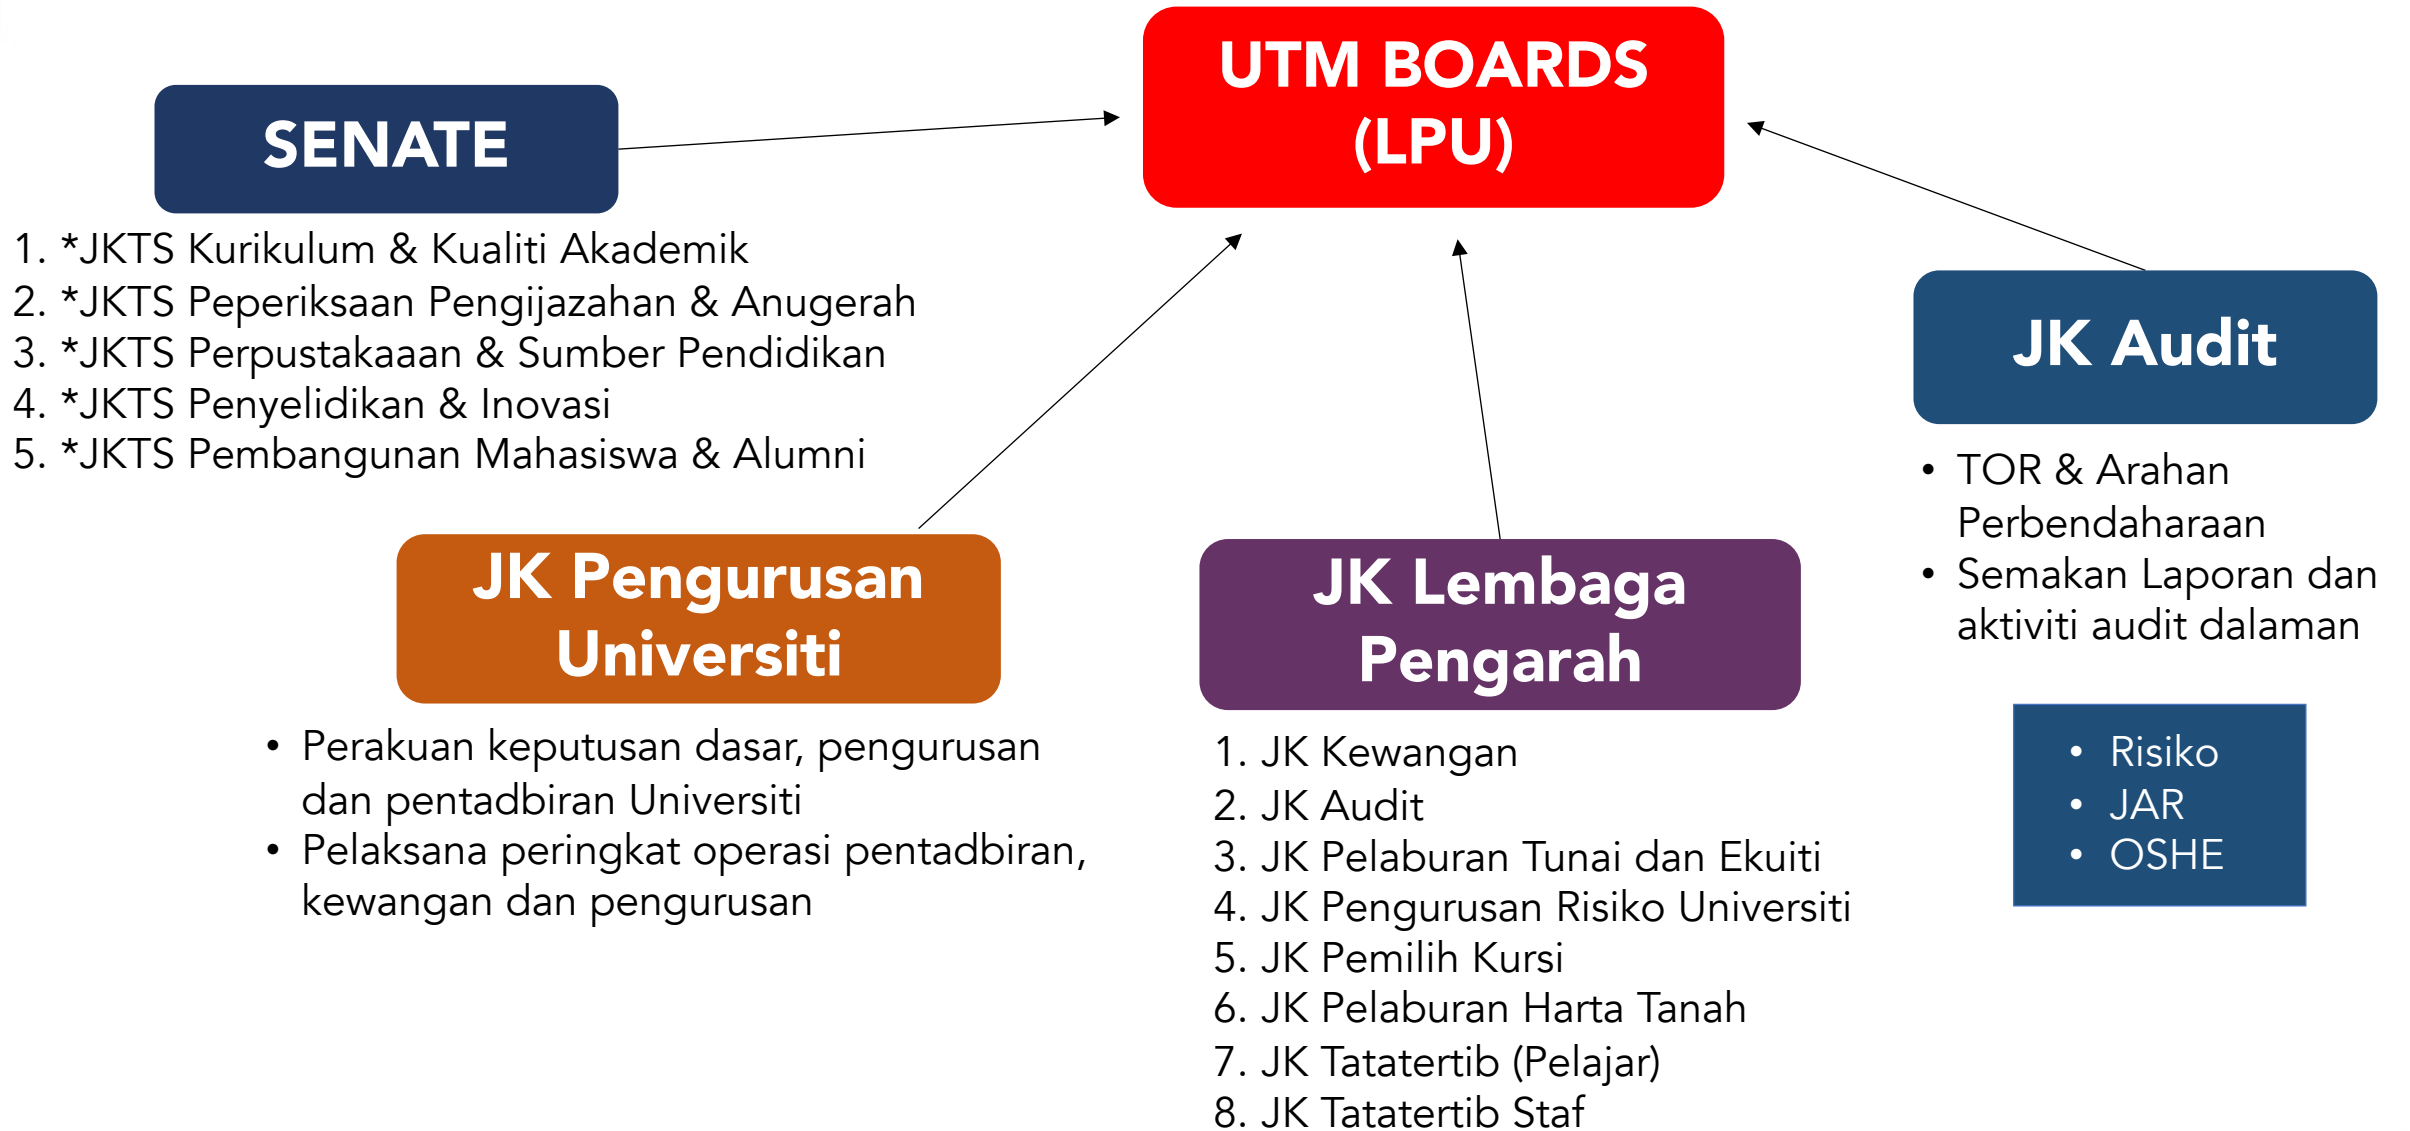 UTM BOARDS
(LPU)
SENATE
1. *JKTS Kurikulum & Kualiti Akademik
2. *JKTS Peperiksaan Pengijazahan & Anugerah
3. *JKTS Perpustakaaan & Sumber Pendidikan
4. *JKTS Penyelidikan & Inovasi
5. *JKTS Pembangunan Mahasiswa & Alumni
JK Audit
• TOR & Arahan
Perbendaharaan
• Semakan Laporan dan
aktiviti audit dalaman
• Risiko
• JAR
• OSHE
JK Pengurusan
Universiti
• Perakuan keputusan dasar, pengurusan
dan pentadbiran Universiti
• Pelaksana peringkat operasi pentadbiran,
kewangan dan pengurusan
JK Lembaga
Pengarah
1. JK Kewangan
2. JK Audit
3. JK Pelaburan Tunai dan Ekuiti
4. JK Pengurusan Risiko Universiti
5. JK Pemilih Kursi
6. JK Pelaburan Harta Tanah
7. JK Tatatertib (Pelajar)
8. JK Tatatertib Staf